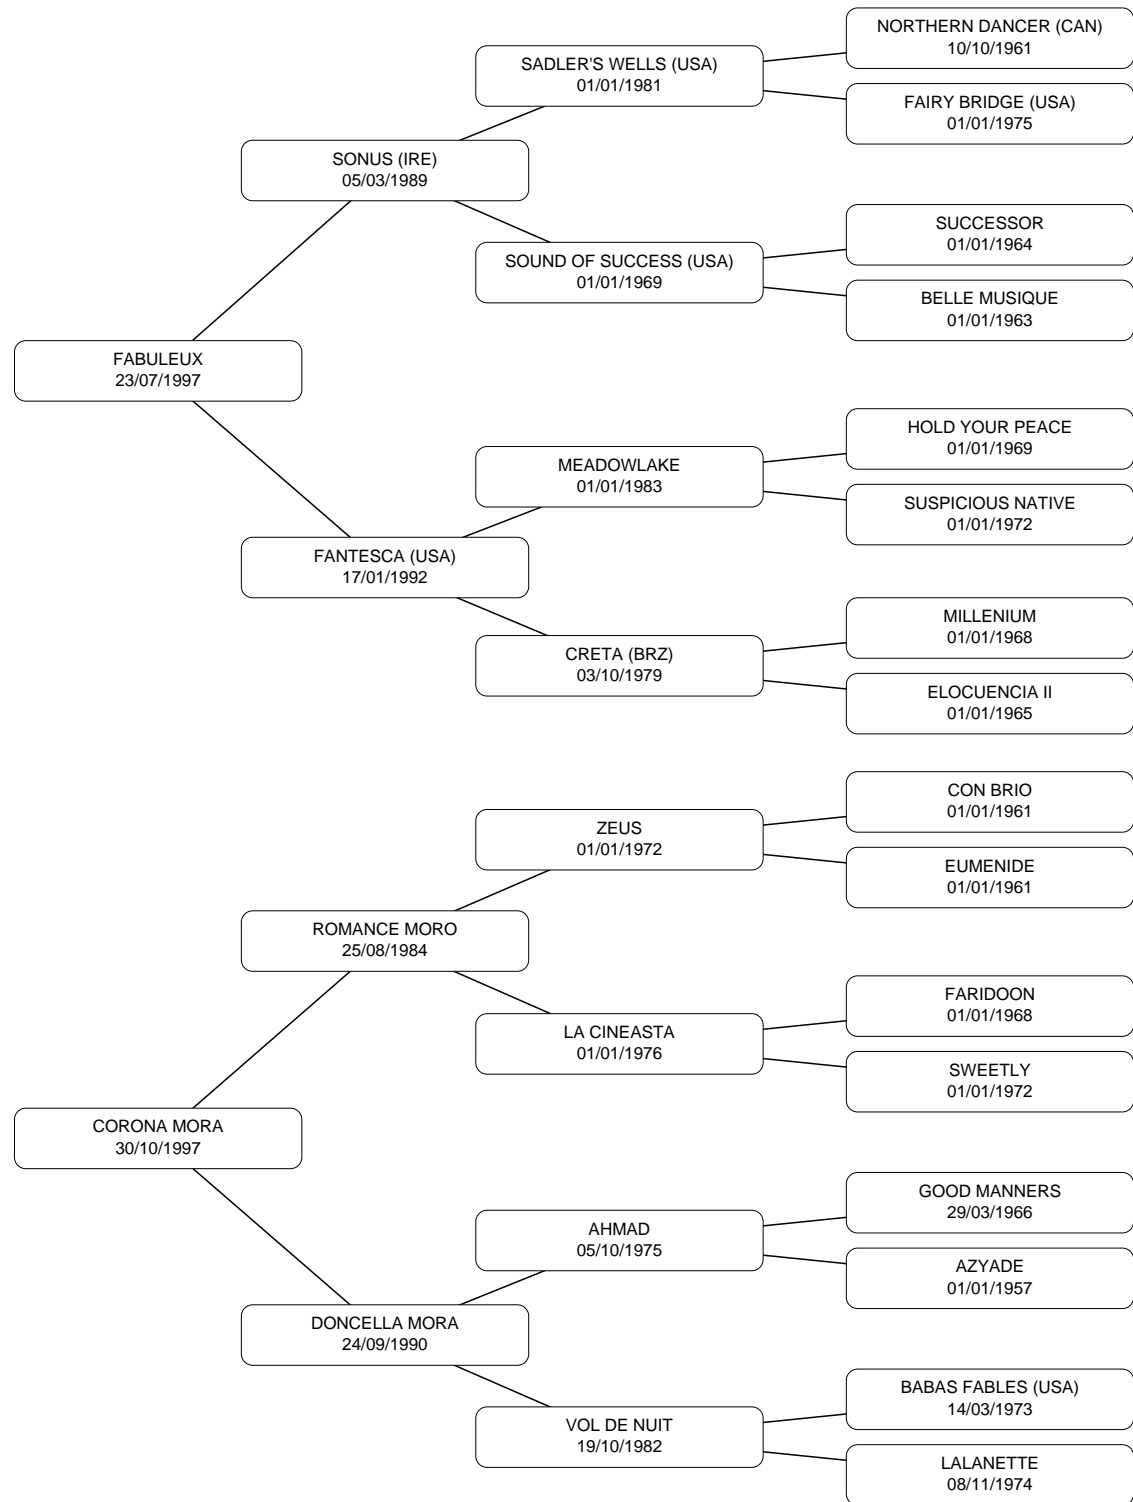 NORTHERN DANCER (CAN)
10/10/1961
SADLER'S WELLS (USA)
01/01/1981
FAIRY BRIDGE (USA)
01/01/1975
SONUS (IRE)
05/03/1989
SUCCESSOR
01/01/1964
SOUND OF SUCCESS (USA)
01/01/1969
BELLE MUSIQUE
01/01/1963
FABULEUX
23/07/1997
HOLD YOUR PEACE
01/01/1969
MEADOWLAKE
01/01/1983
SUSPICIOUS NATIVE
01/01/1972
FANTESCA (USA)
17/01/1992
MILLENIUM
01/01/1968
CRETA (BRZ)
03/10/1979
ELOCUENCIA II
01/01/1965
CON BRIO
01/01/1961
ZEUS
01/01/1972
EUMENIDE
01/01/1961
ROMANCE MORO
25/08/1984
FARIDOON
01/01/1968
LA CINEASTA
01/01/1976
SWEETLY
01/01/1972
CORONA MORA
30/10/1997
GOOD MANNERS
29/03/1966
AHMAD
05/10/1975
AZYADE
01/01/1957
DONCELLA MORA
24/09/1990
BABAS FABLES (USA)
14/03/1973
VOL DE NUIT
19/10/1982
LALANETTE
08/11/1974